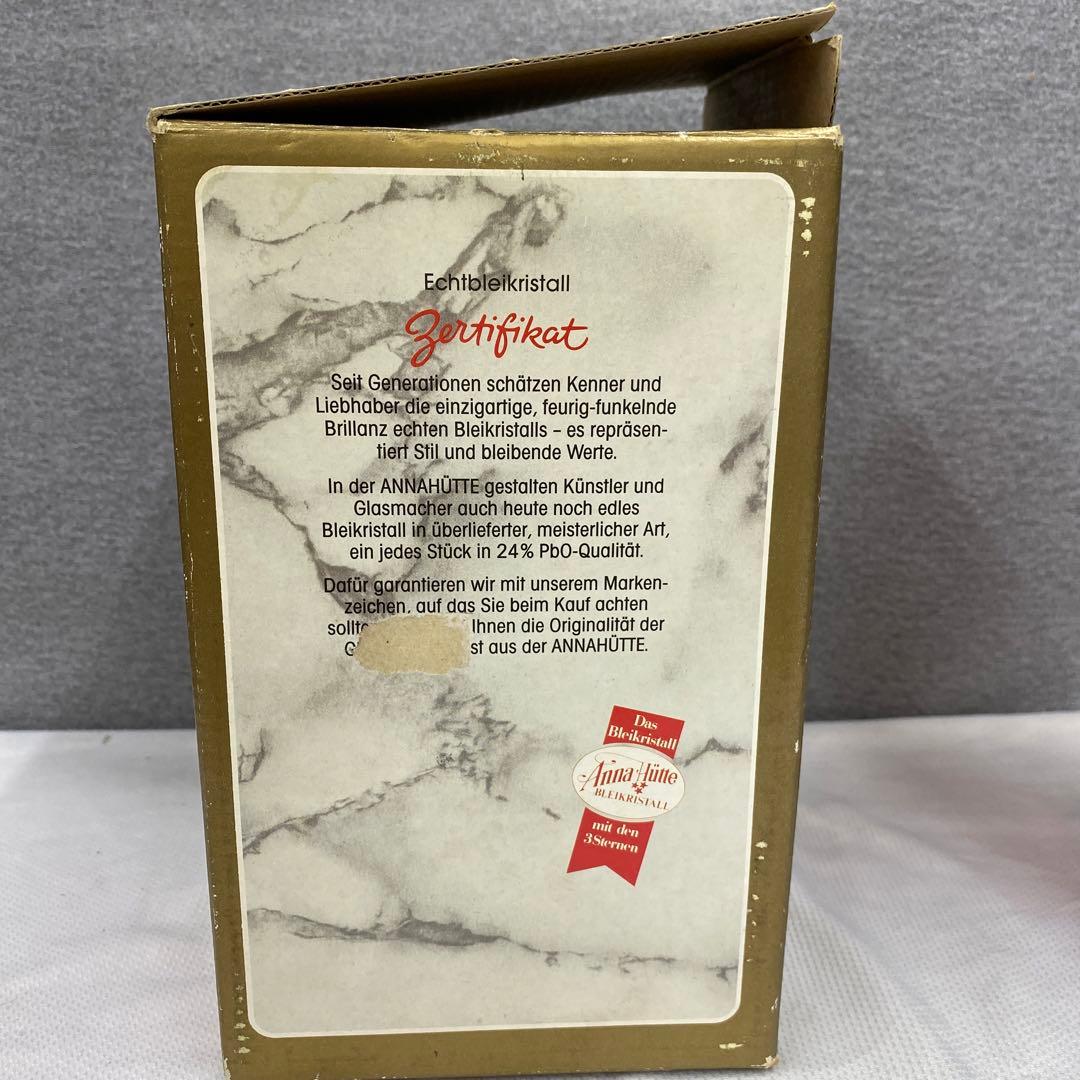 Echtbleikristall
Zertifikat
Seit Generationen schätzen Kenner und
Liebhaber die einzigartige, feurig-funkelnde
Brillanz echten Bleikristalls – es repräsen-
tiert Stil und bleibende Werte.
In der ANNAHÜTTE gestalten Künstler und
Glasmacher auch heute noch edles
Bleikristall in überlieferter, meisterlicher Art,
ein jedes Stück in 24% PbO-Qualität.
Dafür garantieren wir mit unserem Marken-
zeichen, auf das Sie beim Kauf achten
Ihnen die Originalität der
aus der ANNAHÜTTE.
Das
Bleikristall
Anna Hütte
BLEIKRISTALL
mit den
3 Sternen